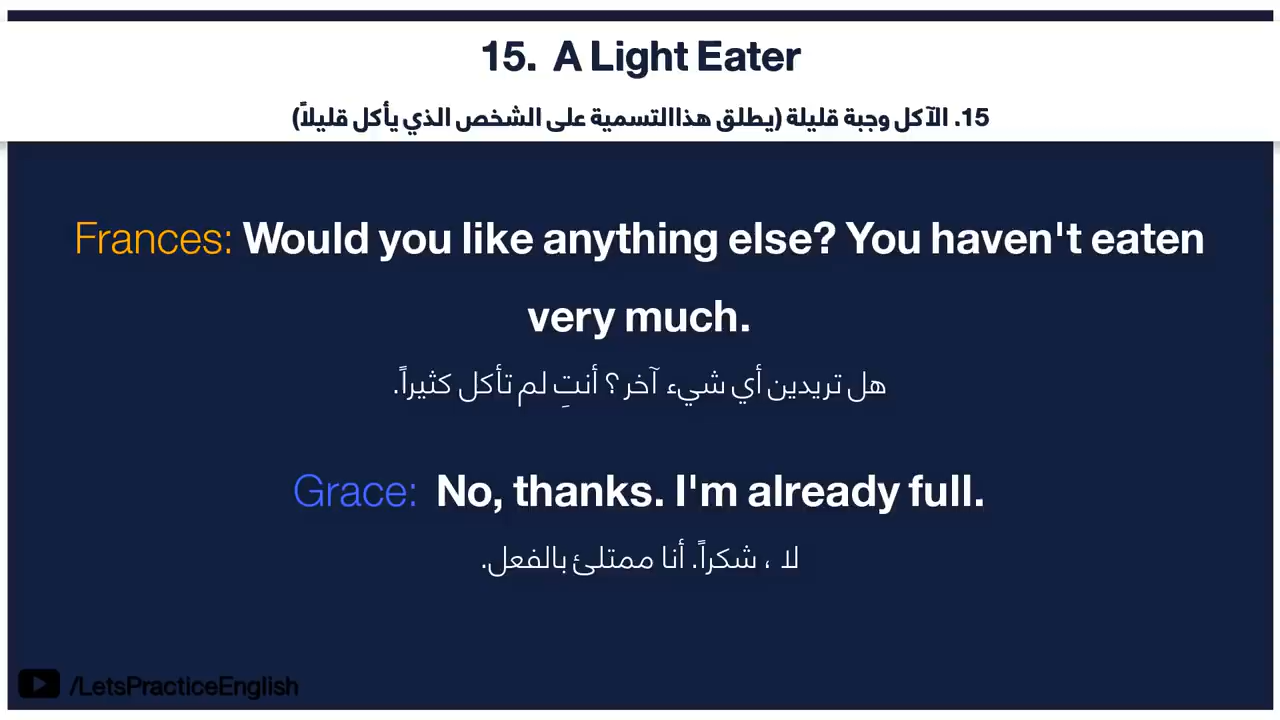 15. A Light Eater
15. الآكل وجبة قليلة (يطلق هذاالتسمية على الشخص الذي يأكل قليلاً)
Frances: Would you like anything else? You haven't eaten
very much.
هل تريدين أي شيء آخر؟ أنتِ لم تأكل كثيراً.
Grace: No, thanks. I'm already full.
لا ، شكراً. أنا ممتلئ بالفعل.
/LetsPracticeEnglish